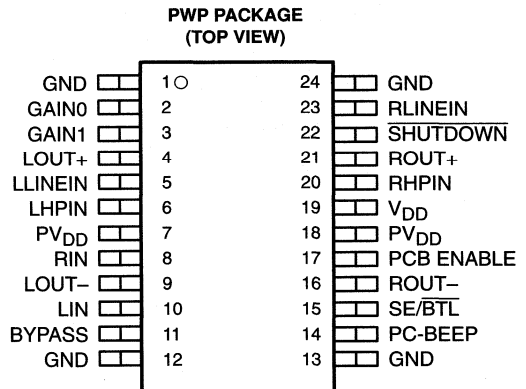 PWP PACKAGE
(TOP VIEW)
GND 1 24 GND
GAIN0 2 23 RLINEIN
GAIN1 3 22 SHUTDOWN
LOUT+ 4 21 ROUT+
LLINEIN 5 20 RHPIN
LHPIN 6 19 VDD
PVDD 7 18 PVDD
RIN 8 17 PCB ENABLE
LOUT− 9 16 ROUT−
LIN 10 15 SE/BTL
BYPASS 11 14 PC-BEEP
GND 12 13 GND